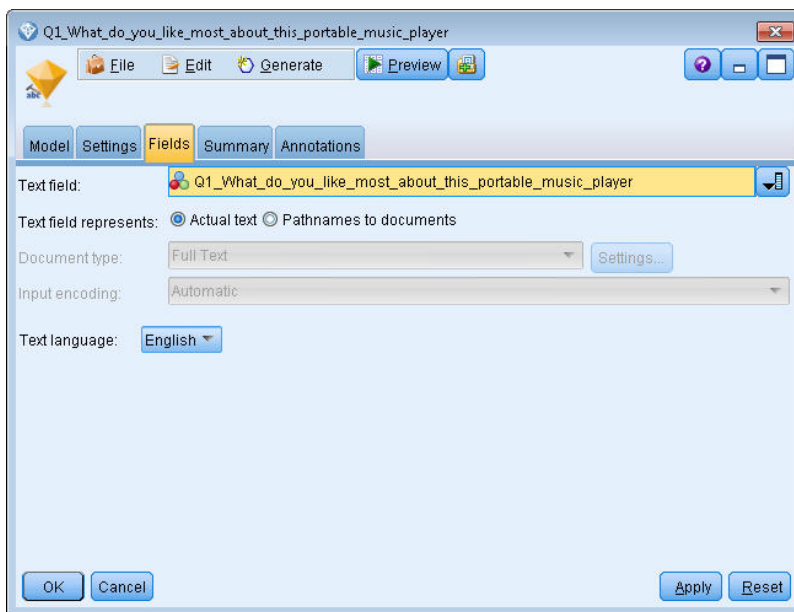 Q1_What_do_you_like_most_about_this_portable_music_player
abc
File Edit Generate Preview
Model Settings Fields Summary Annotations
Text field: Q1_What_do_you_like_most_about_this_portable_music_player
Text field represents: Actual text Pathnames to documents
Document type: Full Text Settings...
Input encoding: Automatic
Text language: English
OK Cancel Apply Reset